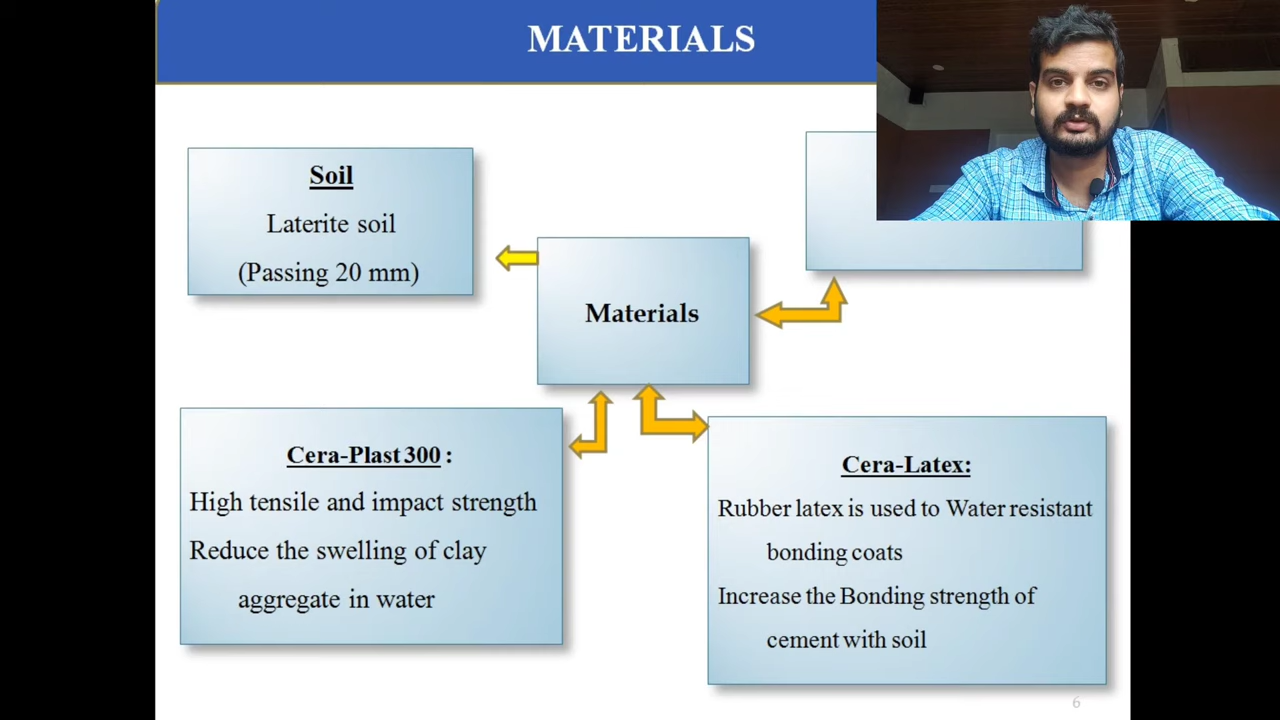 MATERIALS
Soil
Laterite soil
(Passing 20 mm)
Materials
Cera-Plast 300 :
High tensile and impact strength
Reduce the swelling of clay
aggregate in water
Cera-Latex:
Rubber latex is used to Water resistant
bonding coats
Increase the Bonding strength of
cement with soil
6